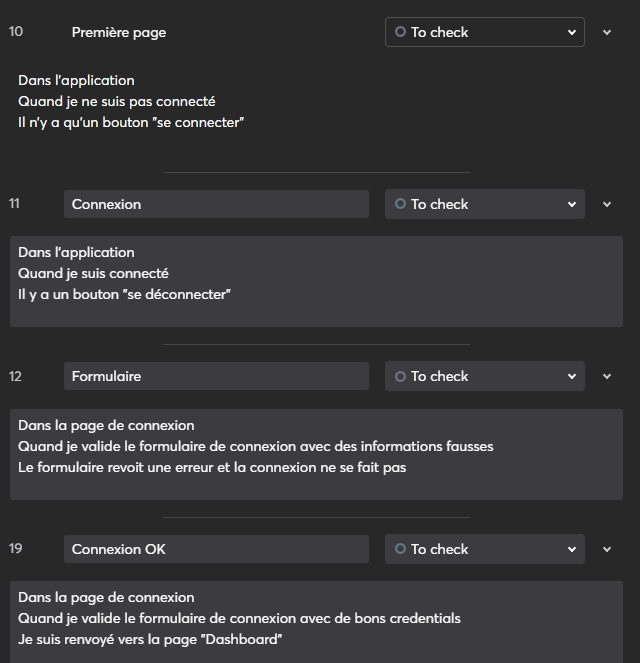 10 Première page To check
Dans l'application
Quand je ne suis pas connecté
Il n'y a qu'un bouton "se connecter"
11 Connexion To check
Dans l'application
Quand je suis connecté
Il y a un bouton "se déconnecter"
12 Formulaire To check
Dans la page de connexion
Quand je valide le formulaire de connexion avec des informations fausses
Le formulaire revoit une erreur et la connexion ne se fait pas
19 Connexion OK To check
Dans la page de connexion
Quand je valide le formulaire de connexion avec de bons credentials
Je suis renvoyé vers la page "Dashboard"